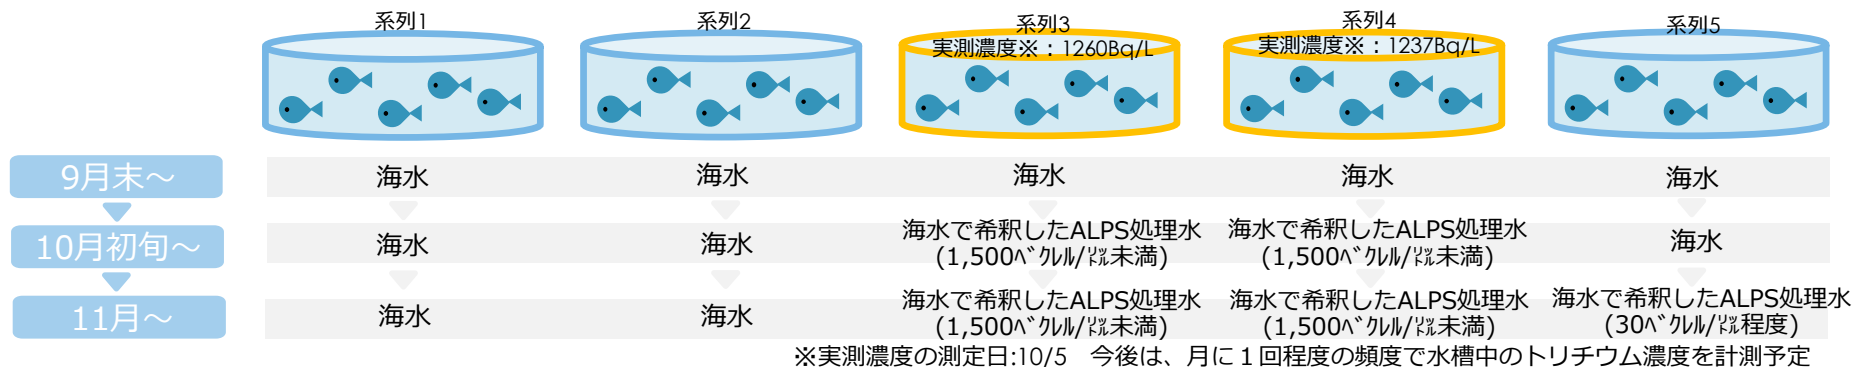 系列1 系列2 系列3 系列4 系列5
実測濃度※：1260Bq/L 実測濃度※：1237Bq/L
9月末～ 海水 海水 海水 海水 海水
10月初旬～ 海水 海水 海水で希釈したALPS処理水 海水で希釈したALPS処理水 海水
(1,500ﾍﾞｸﾚﾙ/㍑未満) (1,500ﾍﾞｸﾚﾙ/㍑未満)
11月～ 海水 海水 海水で希釈したALPS処理水 海水で希釈したALPS処理水 海水で希釈したALPS処理水
(1,500ﾍﾞｸﾚﾙ/㍑未満) (1,500ﾍﾞｸﾚﾙ/㍑未満) (30ﾍﾞｸﾚﾙ/㍑程度)
※実測濃度の測定日:10/5　今後は、月に１回程度の頻度で水槽中のトリチウム濃度を計測予定